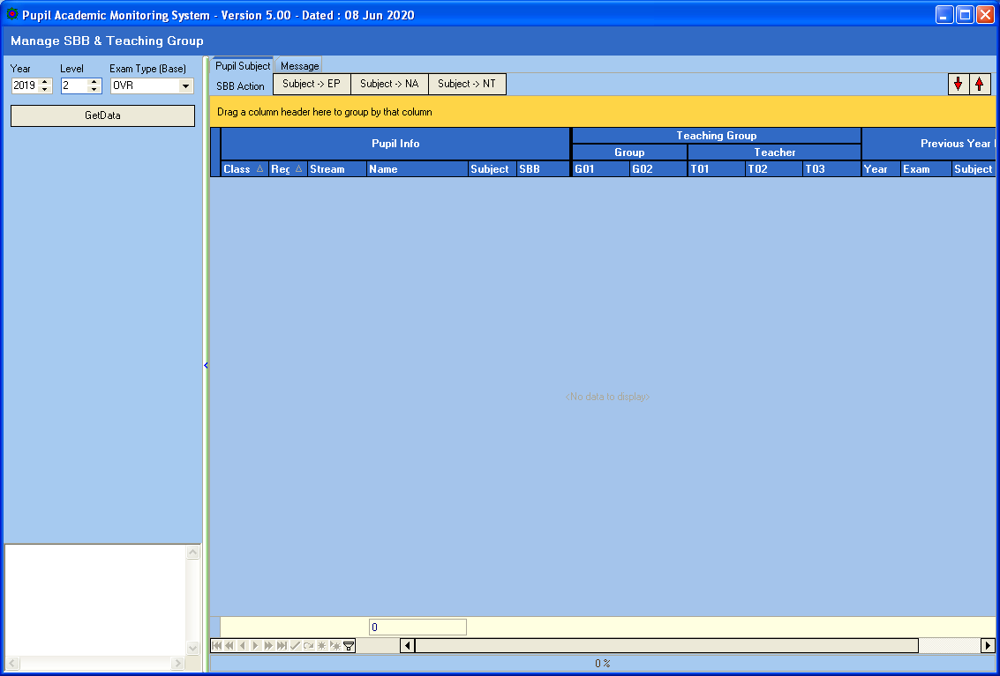 Pupil Academic Monitoring System - Version 5.00 - Dated : 08 Jun 2020
Manage SBB & Teaching Group
Year Level Exam Type (Base)
2019 2 OVR
GetData
Pupil Subject Message
SBB Action Subject -> EP Subject -> NA Subject -> NT
Drag a column header here to group by that column
Pupil Info Teaching Group Previous Year
Group Teacher
Class Reg Stream Name Subject SBB G01 G02 T01 T02 T03 Year Exam Subject
<No data to display>
0
0 %